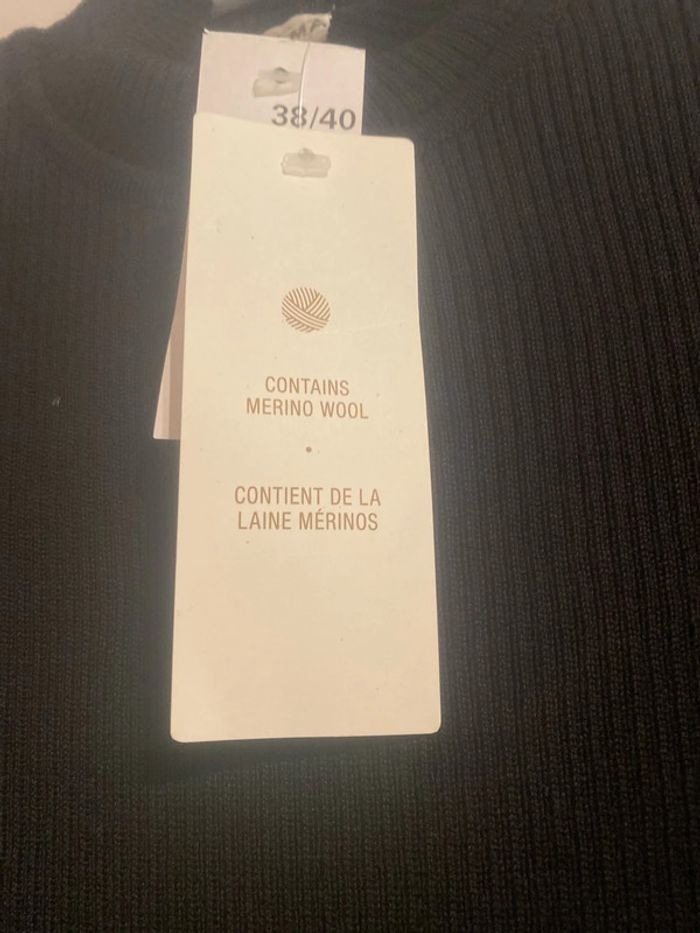 38/40
CONTAINS
MERINO WOOL
CONTIENT DE LA
LAINE MÉRINOS